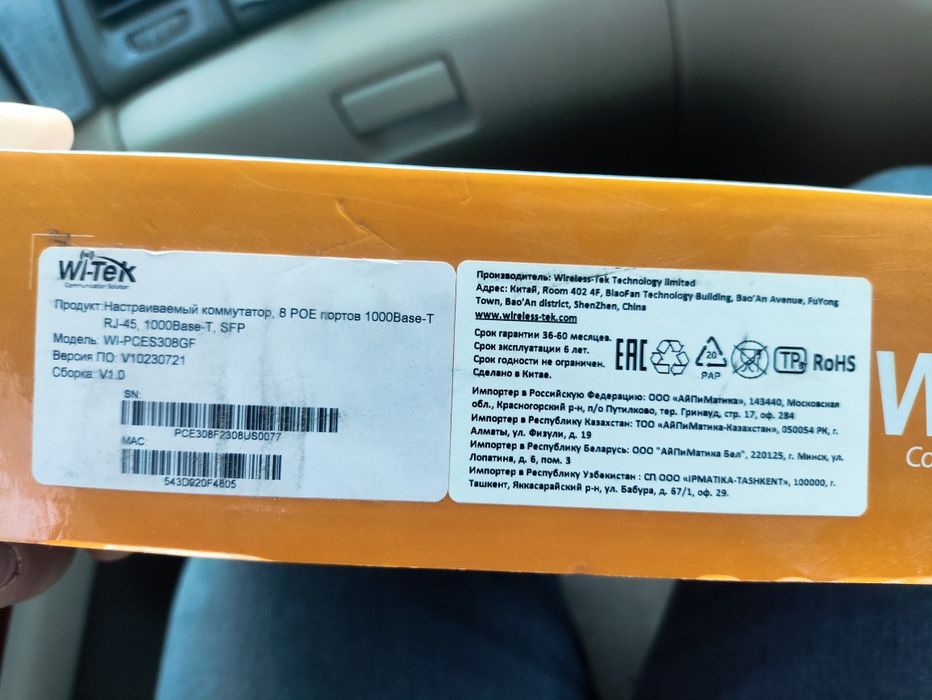 Wi-Tek
Communication Solution
Продукт: Настраиваемый коммутатор, 8 POE портов 1000Base-T
RJ-45, 1000Base-T, SFP
Модель: WI-PCES308GF
Версия ПО: V10230721
Сборка: V1.0
SN:
PCE308F2308US0077
MAC:
543D920F4805
Производитель: Wireless-Tek Technology limited
Адрес: Китай, Room 402 4F, BiaoFan Technology Building, Bao'An Avenue, FuYong
Town, Bao'An district, ShenZhen, China
www.wireless-tek.com
Срок гарантии 36-60 месяцев.
Срок эксплуатации 6 лет.
Срок годности не ограничен.
Сделано в Китае.
EAC
20
PAP
TP
RoHS
Импортер в Российскую Федерацию: ООО «АйПиМатика», 143440, Московская
обл., Красногорский р-н, п/о Путилково, тер. Гринвуд, стр. 17, оф. 284
Импортер в Республику Казахстан: ТОО «АйПиМатика-Казахстан», 050054 РК, г.
Алматы, ул. Физули, д. 19
Импортер в Республику Беларусь: ООО "АйПиМатика Бел", 220125, г. Минск, ул.
Лопатина, д. 6, пом. 3
Импортер в Республику Узбекистан : СП ООО «IPMATIKA-TASHKENT», 100000, г.
Ташкент, Яккасарайский р-н, ул. Бабура, д. 67/1, оф. 29.